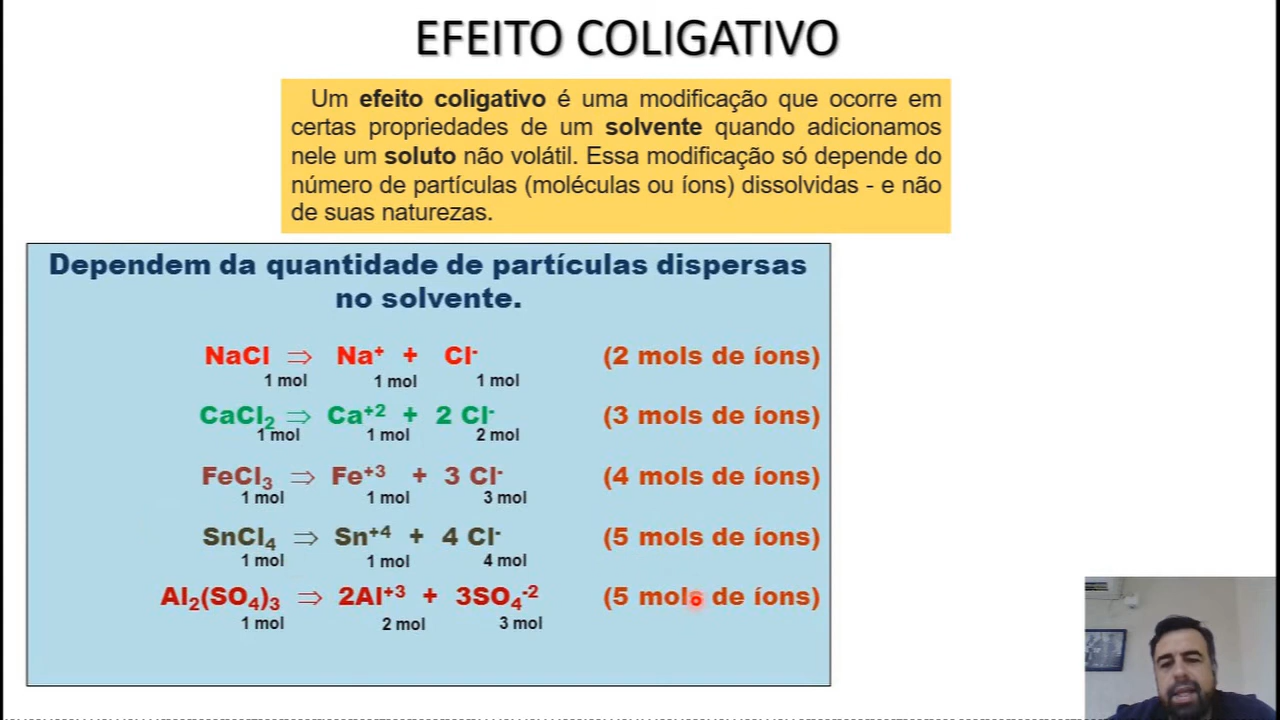 EFEITO COLIGATIVO
Um efeito coligativo é uma modificação que ocorre em
certas propriedades de um solvente quando adicionamos
nele um soluto não volátil. Essa modificação só depende do
número de partículas (moléculas ou íons) dissolvidas - e não
de suas naturezas.
Dependem da quantidade de partículas dispersas
no solvente.
NaCl ⇒ Na⁺ + Cl⁻ (2 mols de íons)
1 mol 1 mol 1 mol
CaCl₂ ⇒ Ca⁺² + 2 Cl⁻ (3 mols de íons)
1 mol 1 mol 2 mol
FeCl₃ ⇒ Fe⁺³ + 3 Cl⁻ (4 mols de íons)
1 mol 1 mol 3 mol
SnCl₄ ⇒ Sn⁺⁴ + 4 Cl⁻ (5 mols de íons)
1 mol 1 mol 4 mol
Al₂(SO₄)₃ ⇒ 2Al⁺³ + 3SO₄⁻² (5 mols de íons)
1 mol 2 mol 3 mol